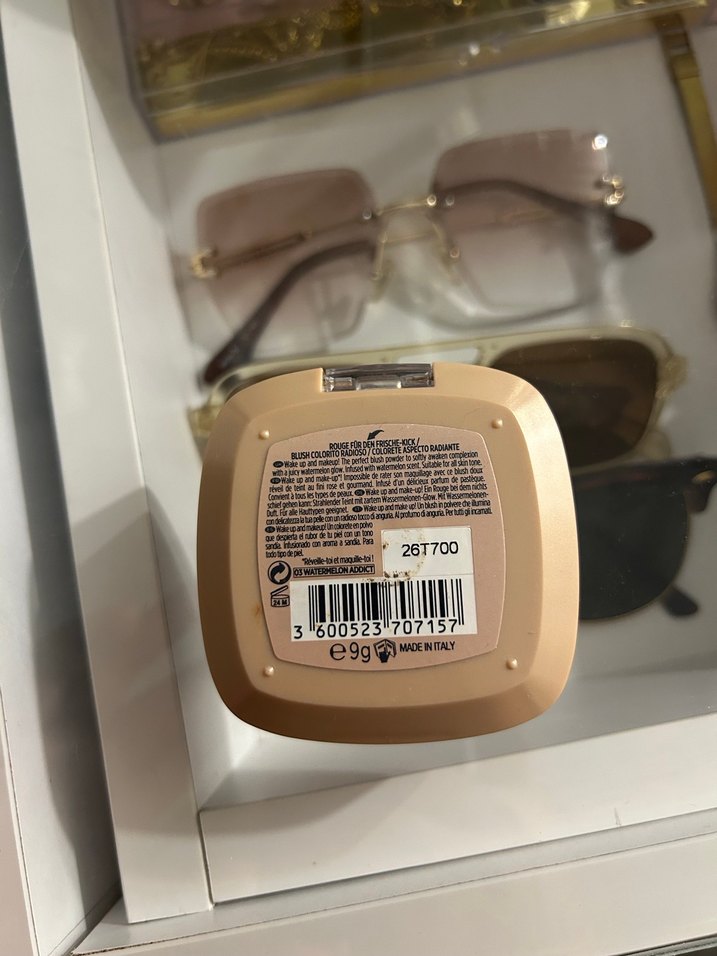 ROUGE FÜR DEN FRISCHE-KICK /
BLUSH COLORITO RADIOSO / COLORETE ASPECTO RADIANTE
Wake up and makeup! The perfect blush powder to softly awaken complexion
with a juicy watermelon glow. Infused with watermelon scent. Suitable for all skin tone.
Wake up and make-up*! Impossible de rater son maquillage avec ce blush doux
réveil de teint au fini rose et gourmand. Infusé d'un délicieux parfum de pastèque.
Convient à tous les types de peaux. Wake up and make-up! Ein Rouge bei dem nichts
schief gehen kann: Strahlender Teint mit zartem Wassermelonen-Glow. Mit Wassermelonen-
Duft. Für alle Hauttypen geeignet. Wake up and make up! Un blush in polvere che illumina
con delicatezza la tua pelle con un radioso tocco di anguria. Al profumo di anguria. Per tutti gli incarnati.
Wake up and makeup! Un colorete en polvo
que despierta el rubor de tu piel con un tono
sandía. Infusionado con aroma a sandía. Para
todo tipo de piel.
*Réveille-toi et maquille-toi !
26T700
03 WATERMELON ADDICT
24 M
3 600523 707157
e 9g MADE IN ITALY